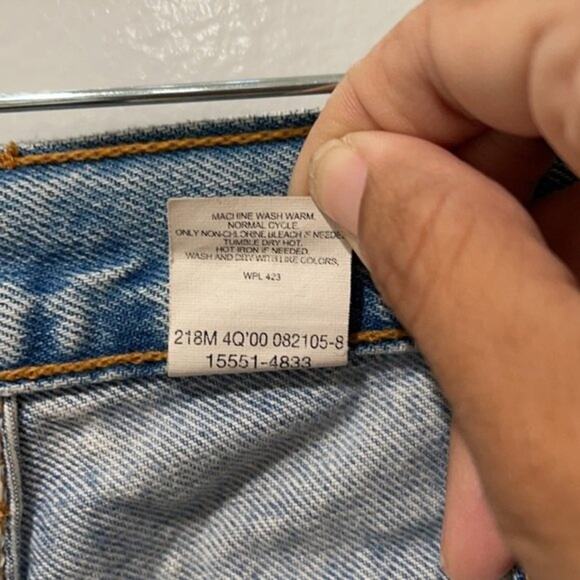 MACHINE WASH WARM.
NORMAL CYCLE.
ONLY NON-CHLORINE BLEACH IF NEEDE
TUMBLE DRY HOT.
HOT IRON IF NEEDED.
WASH AND DRY WITH LIKE COLORS.
WPL 423
218M 4Q'00 082105-8
15551-4833